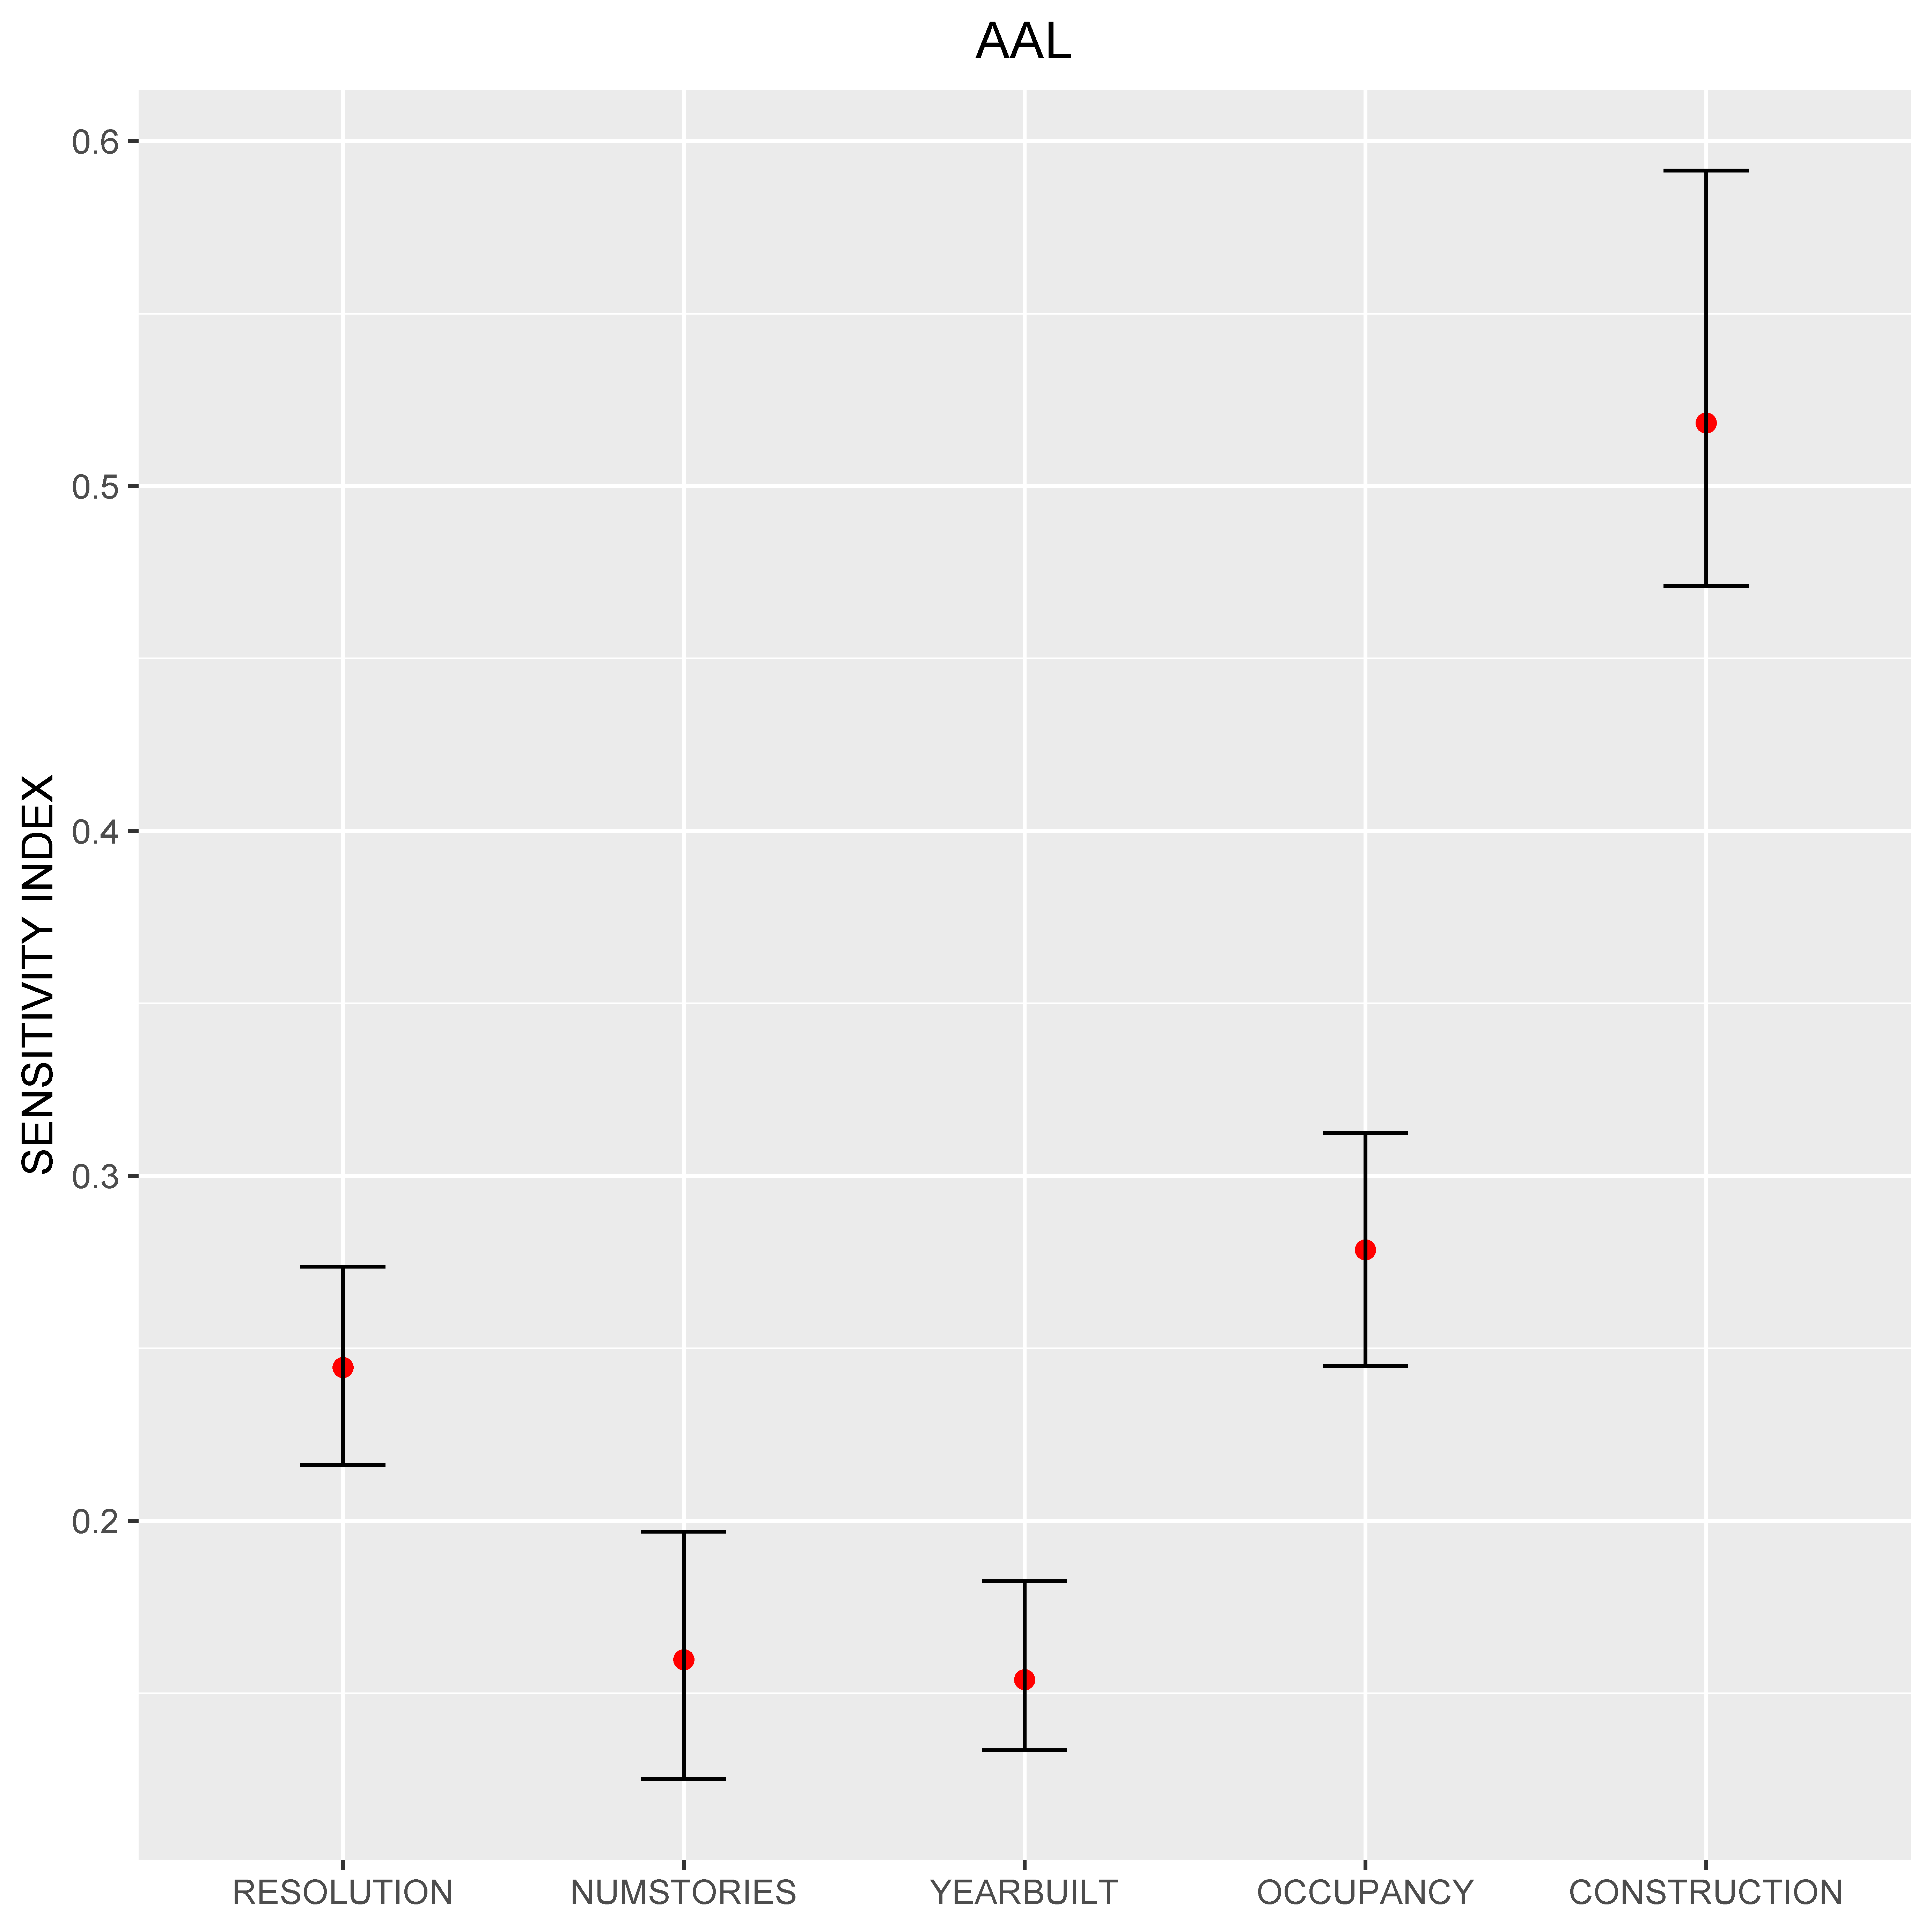 AAL
SENSITIVITY INDEX
0.6
0.5
0.4
0.3
0.2
RESOLUTION NUMSTORIES YEARBUILT OCCUPANCY CONSTRUCTION